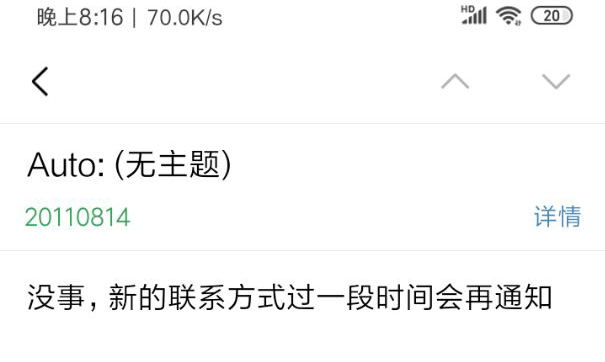 晚上8:16 | 70.0K/s HD 20
Auto: (无主题)
20110814 详情
没事，新的联系方式过一段时间会再通知